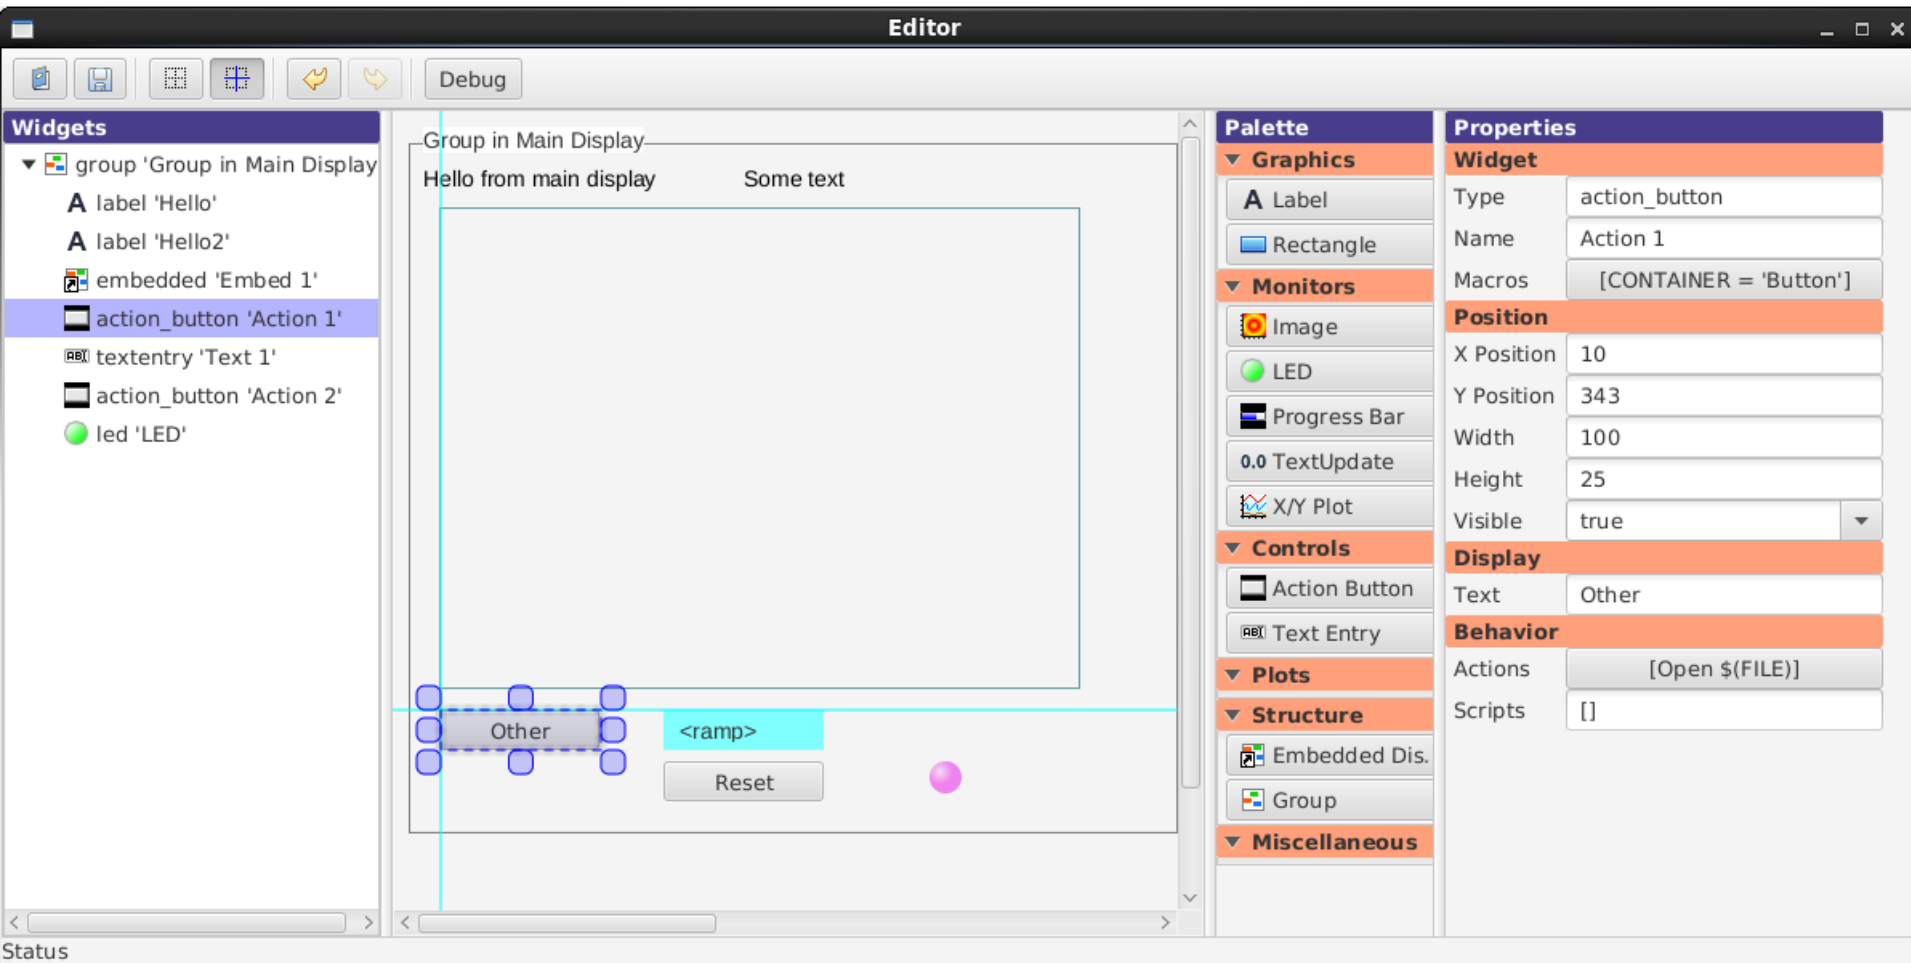 Editor
Debug
Widgets
group 'Group in Main Display
A label 'Hello'
A label 'Hello2'
embedded 'Embed 1'
action_button 'Action 1'
ABI textentry 'Text 1'
action_button 'Action 2'
led 'LED'
Group in Main Display
Hello from main display
Some text
Other
<ramp>
Reset
Palette
Graphics
A Label
Rectangle
Monitors
Image
LED
Progress Bar
0.0 TextUpdate
X/Y Plot
Controls
Action Button
ABI Text Entry
Plots
Structure
Embedded Dis.
Group
Miscellaneous
Properties
Widget
Type action_button
Name Action 1
Macros [CONTAINER = 'Button']
Position
X Position 10
Y Position 343
Width 100
Height 25
Visible true
Display
Text Other
Behavior
Actions [Open $(FILE)]
Scripts []
Status